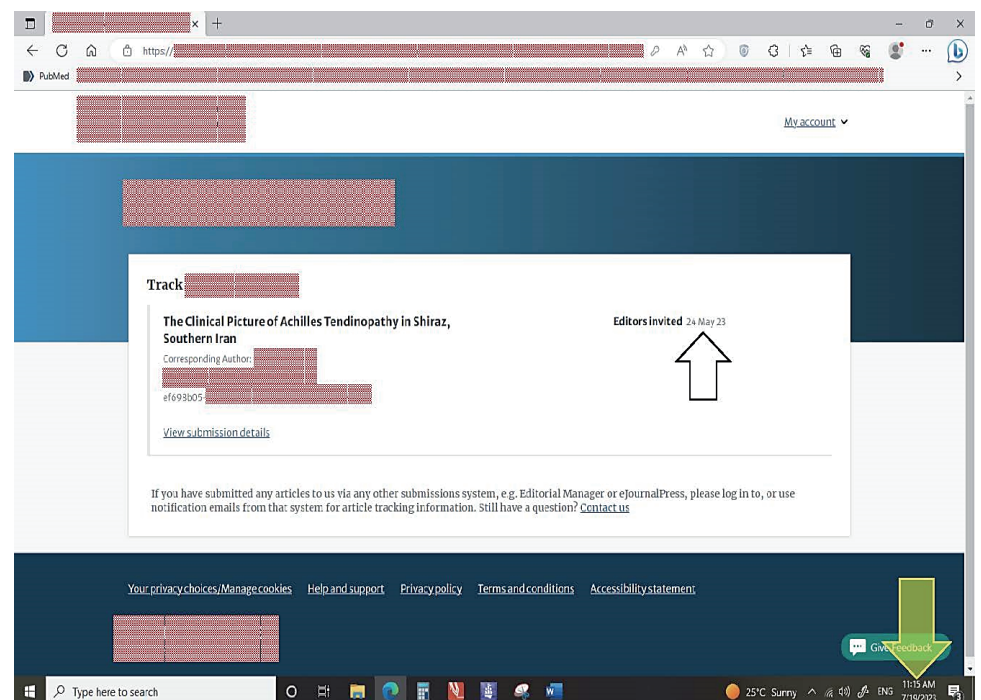 https://
PubMed
My account
Track
The Clinical Picture of Achilles Tendinopathy in Shiraz,
Southern Iran
Editors invited 24 May 23
Corresponding Author:
ef693b05-
View submission details
If you have submitted any articles to us via any other submissions system, e.g. Editorial Manager or eJournalPress, please log in to, or use
notification emails from that system for article tracking information. Still have a question? Contact us
Your privacy choices/Manage cookies Help and support Privacy policy Terms and conditions Accessibility statement
Give Feedback
Type here to search
25°C Sunny
ENG
11:15 AM
7/19/2023